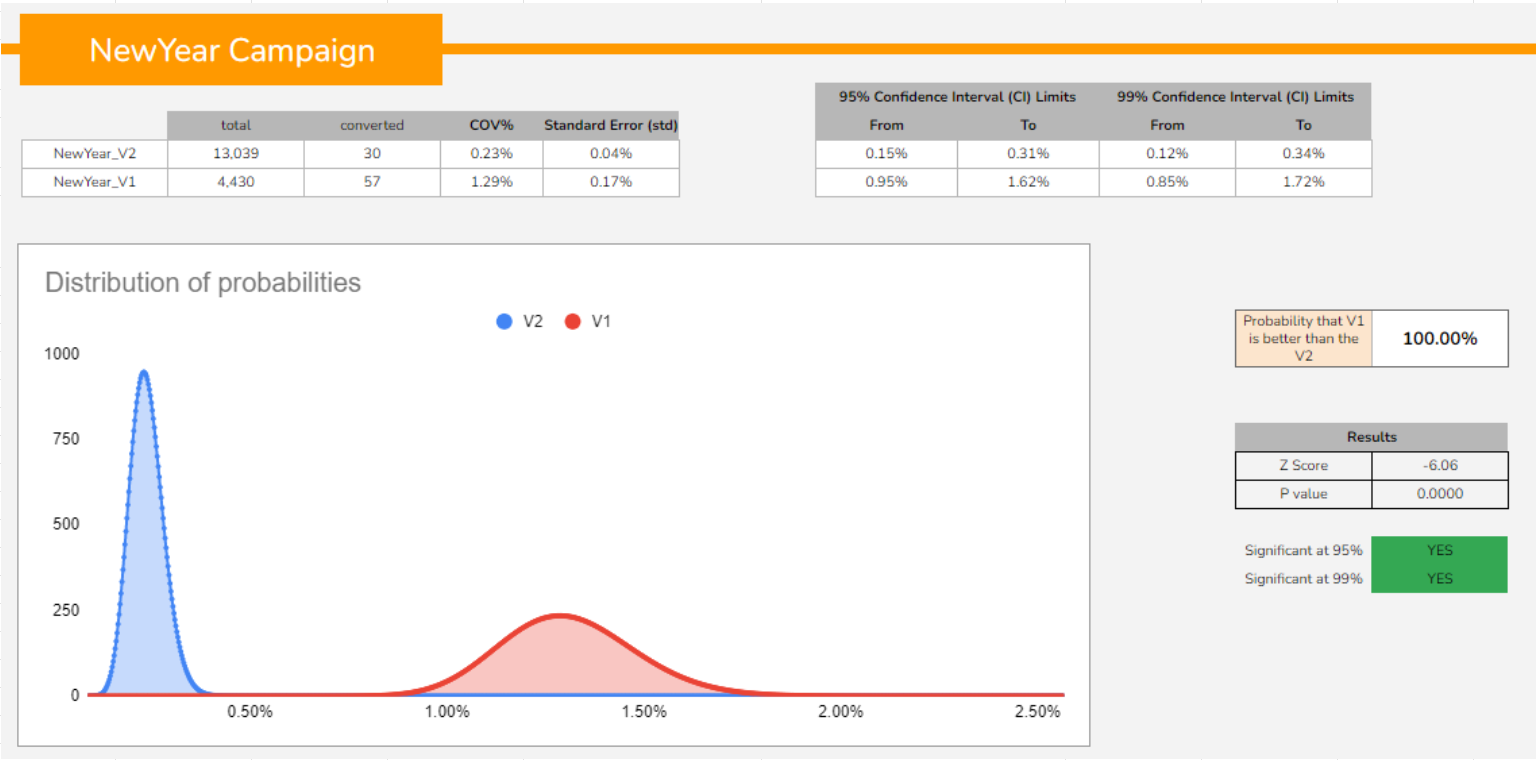 NewYear Campaign
95% Confidence Interval (CI) Limits 99% Confidence Interval (CI) Limits
total converted COV% Standard Error (std) From To From To
NewYear_V2 13,039 30 0.23% 0.04% 0.15% 0.31% 0.12% 0.34%
NewYear_V1 4,430 57 1.29% 0.17% 0.95% 1.62% 0.85% 1.72%
Distribution of probabilities
V2 V1
1000
750
500
250
0
0.50% 1.00% 1.50% 2.00% 2.50%
Probability that V1
is better than the
V2
100.00%
Results
Z Score -6.06
P value 0.0000
Significant at 95% YES
Significant at 99% YES